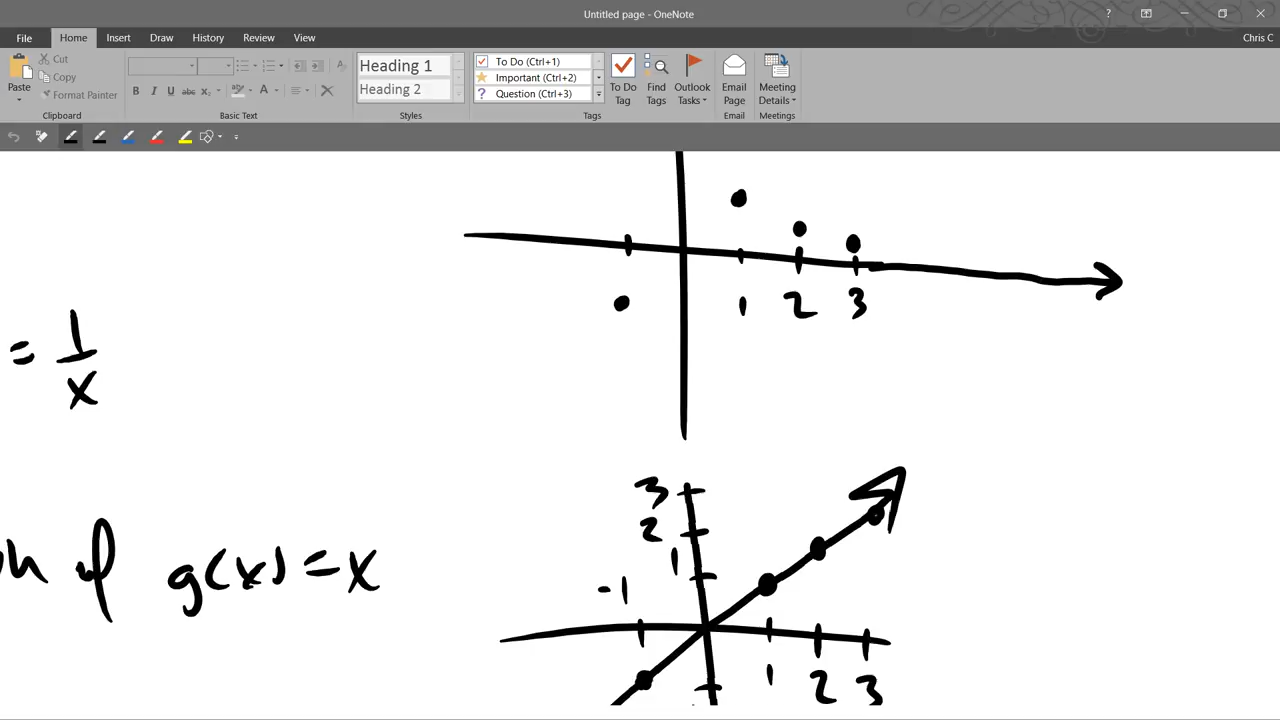 Untitled page - OneNote
?
File Home Insert Draw History Review View
Chris C
Paste
Cut
Copy
Format Painter
Clipboard
B I U abc x₂ A
Basic Text
Heading 1
Heading 2
Styles
To Do (Ctrl+1)
Important (Ctrl+2)
? Question (Ctrl+3)
To Do Tag
Find Tags
Outlook Tasks
Tags
Email Page
Email
Meeting Details
Meetings
1 2 3
= 1/x
3
2
1
-1
of g(x) = x
1 2 3